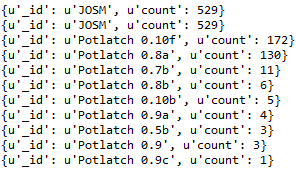 {u'_id': u'JOSM', u'count': 529}
{u'_id': u'JOSM', u'count': 529}
{u'_id': u'Potlatch 0.10f', u'count': 172}
{u'_id': u'Potlatch 0.8a', u'count': 130}
{u'_id': u'Potlatch 0.7b', u'count': 11}
{u'_id': u'Potlatch 0.8b', u'count': 6}
{u'_id': u'Potlatch 0.10b', u'count': 5}
{u'_id': u'Potlatch 0.9a', u'count': 4}
{u'_id': u'Potlatch 0.5b', u'count': 3}
{u'_id': u'Potlatch 0.9', u'count': 3}
{u'_id': u'Potlatch 0.9c', u'count': 1}